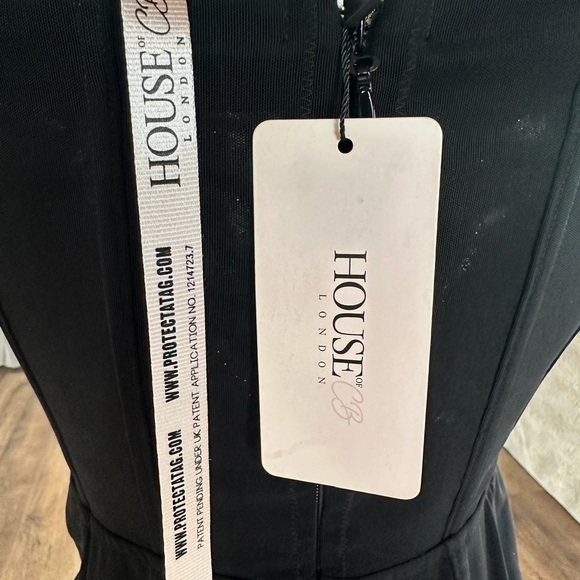 HOUSE OF CB
LONDON
WWW.PROTECTATAG.COM
PATENT PENDING UNDER UK PATENT APPLICATION NO. 1214723.7
WWW.PROTECTATAG.COM
HOUSE OF CB
LONDON